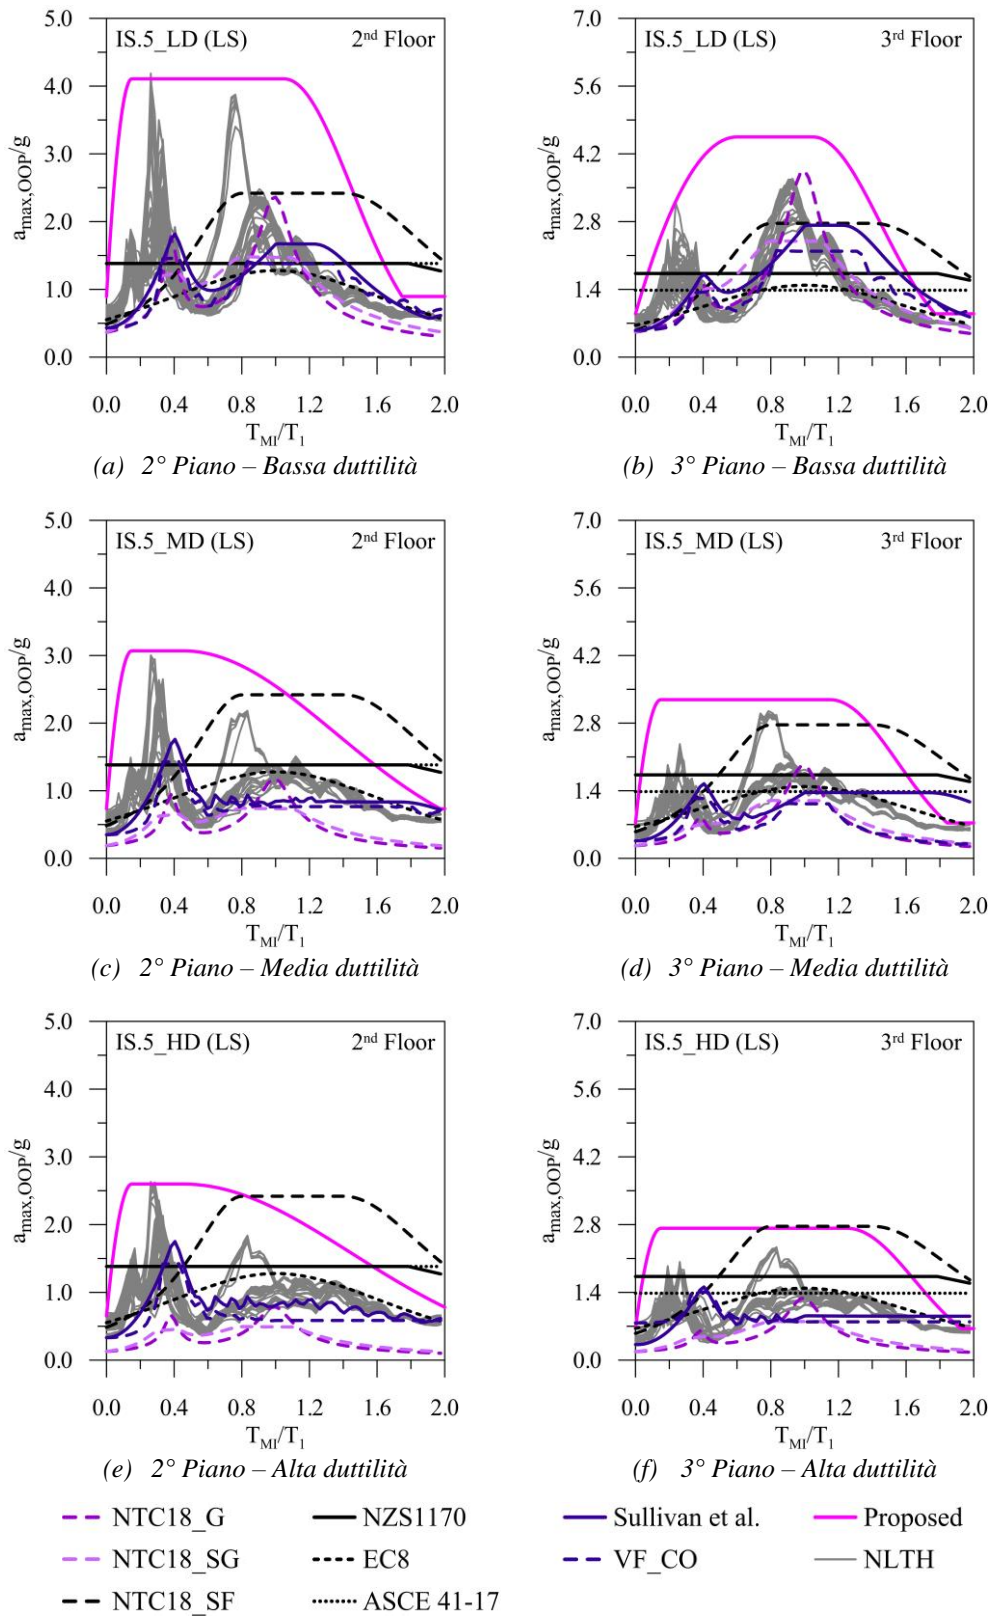 IS.5_LD (LS) 2nd Floor
5.0
4.0
3.0
2.0
1.0
0.0
amax,OOP/g
0.0 0.4 0.8 1.2 1.6 2.0
TMI/T1
(a) 2° Piano – Bassa duttilità
IS.5_LD (LS) 3rd Floor
7.0
5.6
4.2
2.8
1.4
0.0
amax,OOP/g
0.0 0.4 0.8 1.2 1.6 2.0
TMI/T1
(b) 3° Piano – Bassa duttilità
IS.5_MD (LS) 2nd Floor
5.0
4.0
3.0
2.0
1.0
0.0
amax,OOP/g
0.0 0.4 0.8 1.2 1.6 2.0
TMI/T1
(c) 2° Piano – Media duttilità
IS.5_MD (LS) 3rd Floor
7.0
5.6
4.2
2.8
1.4
0.0
amax,OOP/g
0.0 0.4 0.8 1.2 1.6 2.0
TMI/T1
(d) 3° Piano – Media duttilità
IS.5_HD (LS) 2nd Floor
5.0
4.0
3.0
2.0
1.0
0.0
amax,OOP/g
0.0 0.4 0.8 1.2 1.6 2.0
TMI/T1
(e) 2° Piano – Alta duttilità
IS.5_HD (LS) 3rd Floor
7.0
5.6
4.2
2.8
1.4
0.0
amax,OOP/g
0.0 0.4 0.8 1.2 1.6 2.0
TMI/T1
(f) 3° Piano – Alta duttilità
NTC18_G NZS1170 Sullivan et al. Proposed
NTC18_SG EC8 VF_CO NLTH
NTC18_SF ASCE 41-17